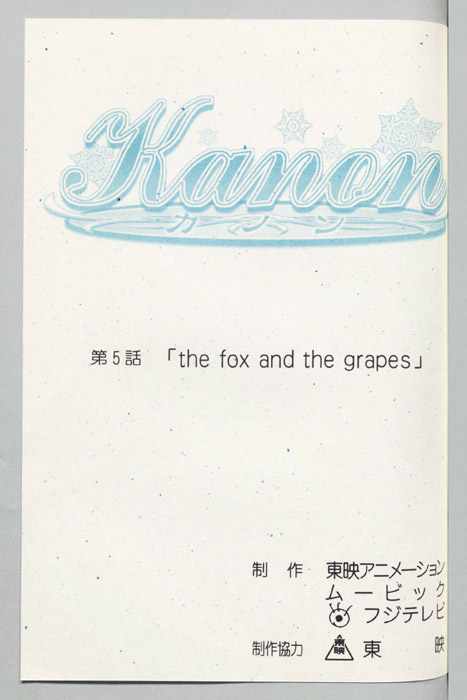 Kanon
カノン
第5話 「the fox and the grapes」
制作 東映アニメーション
ムービック
フジテレビ
制作協力 東映 東映